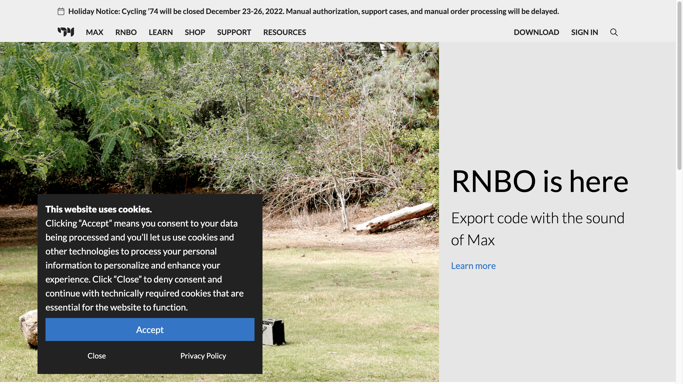 Holiday Notice: Cycling '74 will be closed December 23-26, 2022. Manual authorization, support cases, and manual order processing will be delayed.
MAX RNBO LEARN SHOP SUPPORT RESOURCES DOWNLOAD SIGN IN
RNBO is here
Export code with the sound
of Max
Learn more
This website uses cookies.
Clicking “Accept” means you consent to your data
being processed and you’ll let us use cookies and
other technologies to process your personal
information to personalize and enhance your
experience. Click “Close” to deny consent and
continue with technically required cookies that are
essential for the website to function.
Accept
Close Privacy Policy